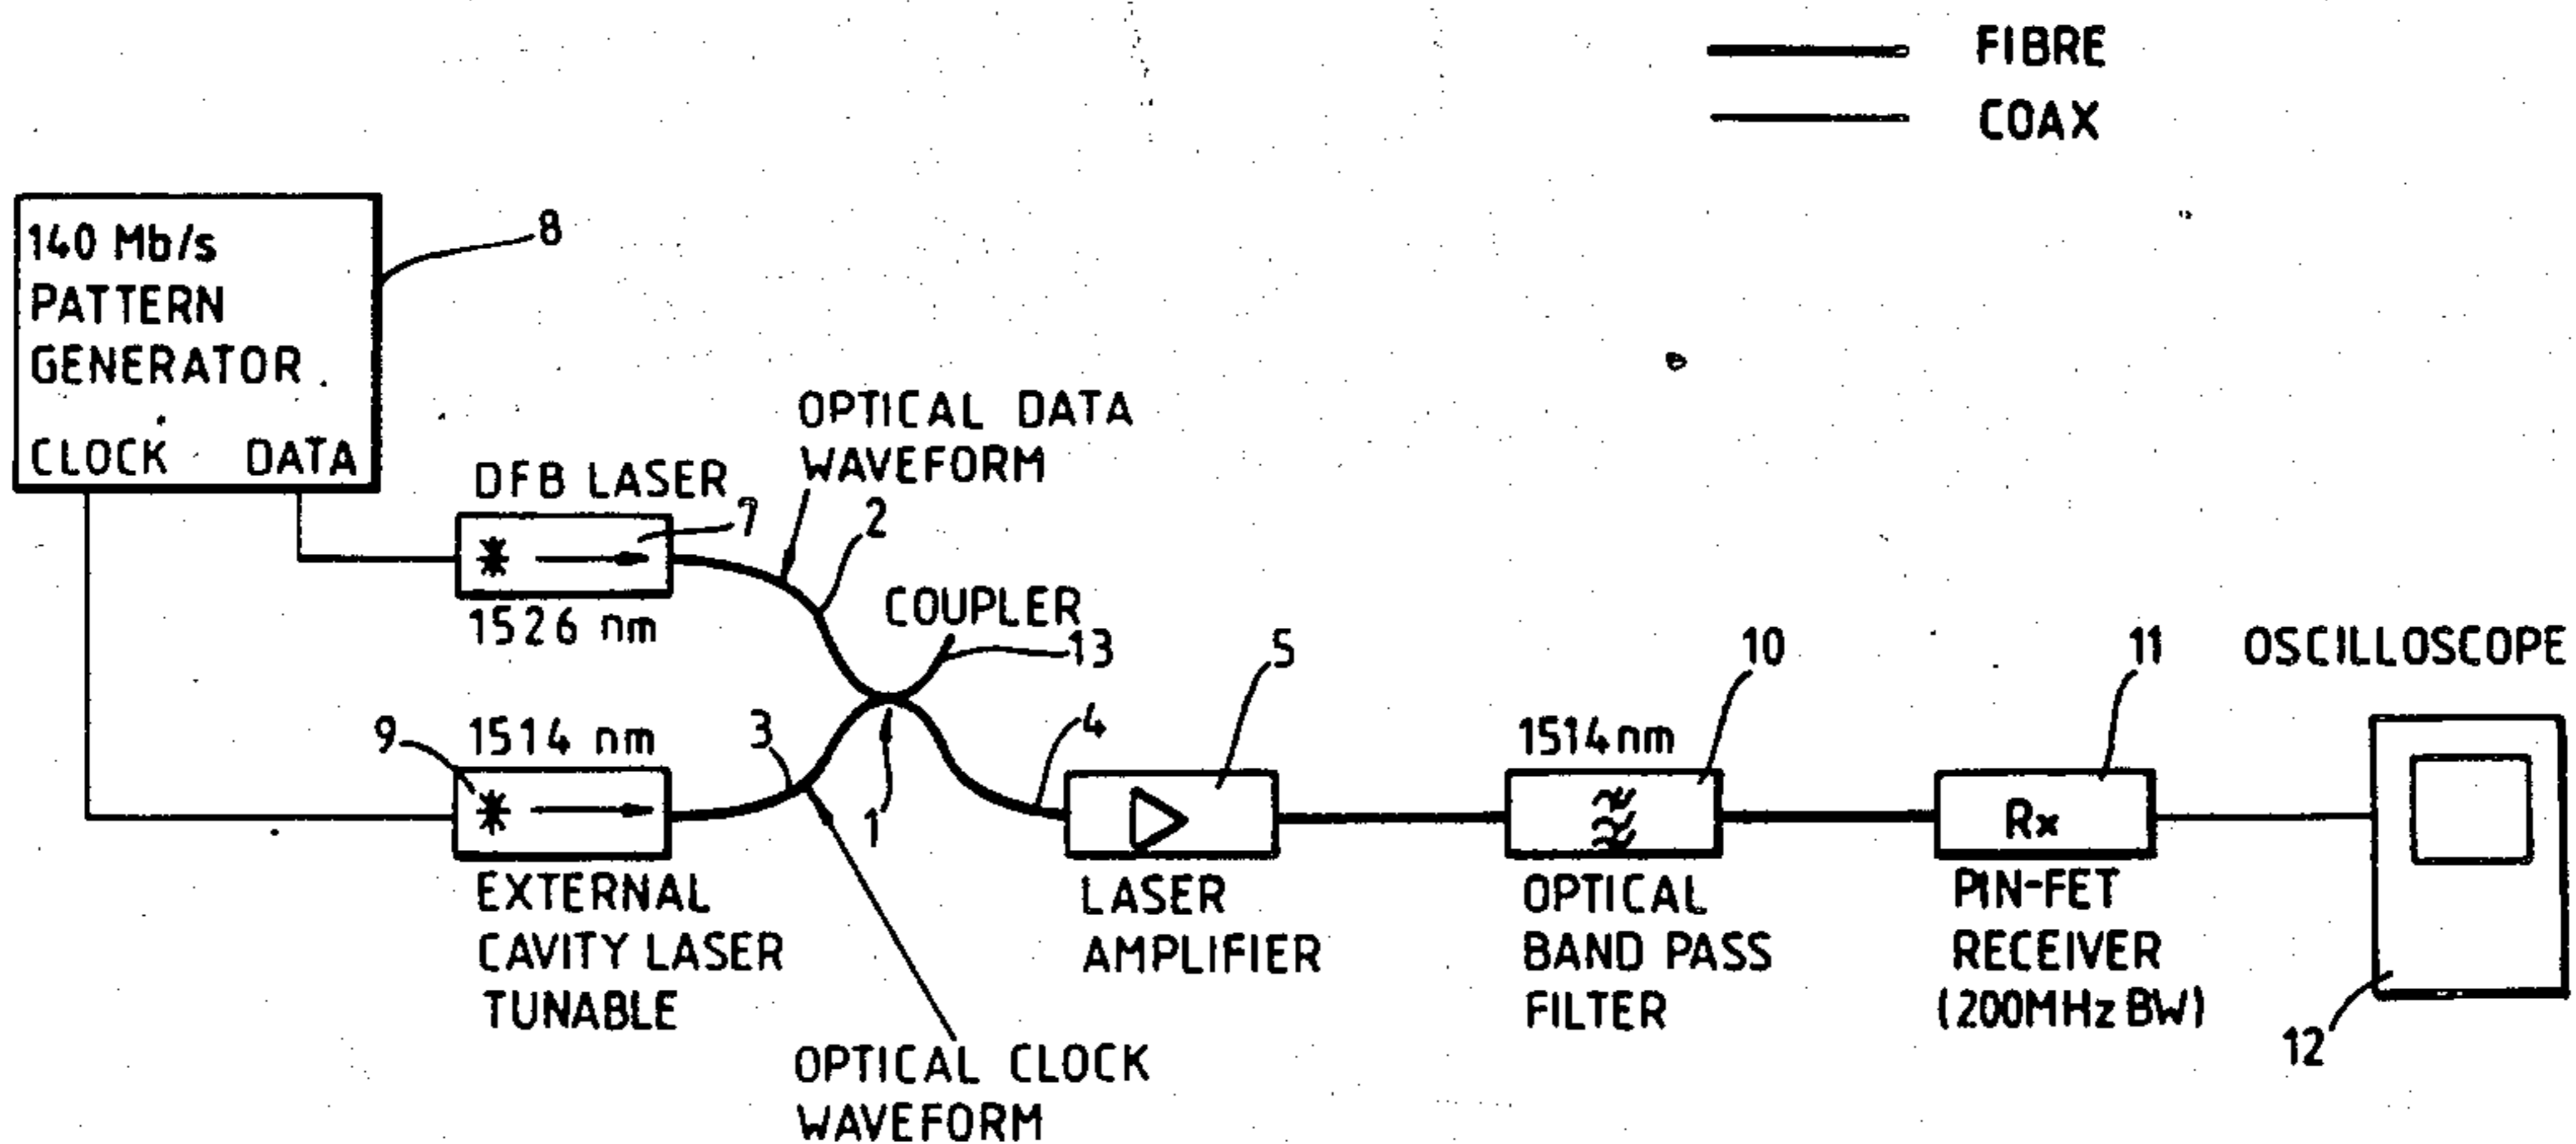 FIBRE
COAX
140 Mb/s
PATTERN
GENERATOR
CLOCK DATA
8
OPTICAL DATA
WAVEFORM
DFB LASER
7
2
1526 nm
COUPLER
13
5
10
11
OSCILLOSCOPE
9
1514 nm
3
4
1514nm
1
Rx
EXTERNAL
CAVITY LASER
TUNABLE
LASER
AMPLIFIER
OPTICAL
BAND PASS
FILTER
PIN-FET
RECEIVER
(200MHz BW)
12
OPTICAL CLOCK
WAVEFORM